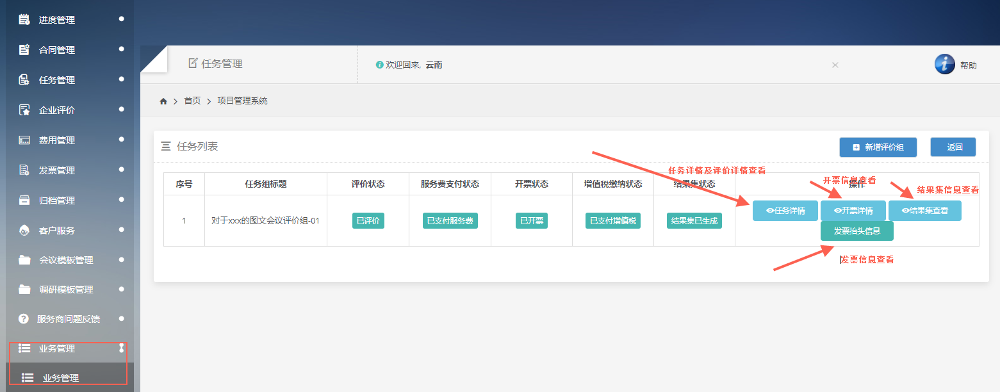 进度管理
合同管理
任务管理
企业评价
费用管理
发票管理
归档管理
客户服务
会议模板管理
调研模板管理
服务商问题反馈
业务管理
业务管理
任务管理
欢迎回来, 云南
帮助
首页 项目管理系统
任务列表
新增评价组 返回
任务详情及评价详情查看
开票信息查看
结果集信息查看
序号 任务组标题 评价状态 服务费支付状态 开票状态 增值税缴纳状态 结果集状态 操作
1 对于xxx的图文会议评价组-01 已评价 已支付服务费 已开票 已支付增值税 结果集已生成 任务详情 开票详情 结果集查看
发票抬头信息
发票信息查看